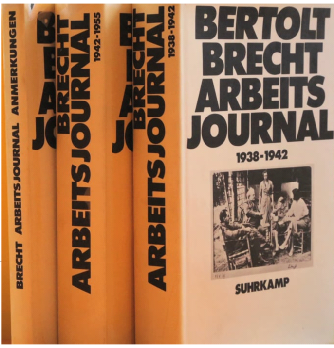 BRECHT ARBEITSJOURNAL ANMERKUNGEN
BRECHT 1942-1955
ARBEITSJOURNAL
BRECHT 1938-1942
ARBEITSJOURNAL
BERTOLT
BRECHT
ARBEITS
JOURNAL
1938-1942
SUHRKAMP